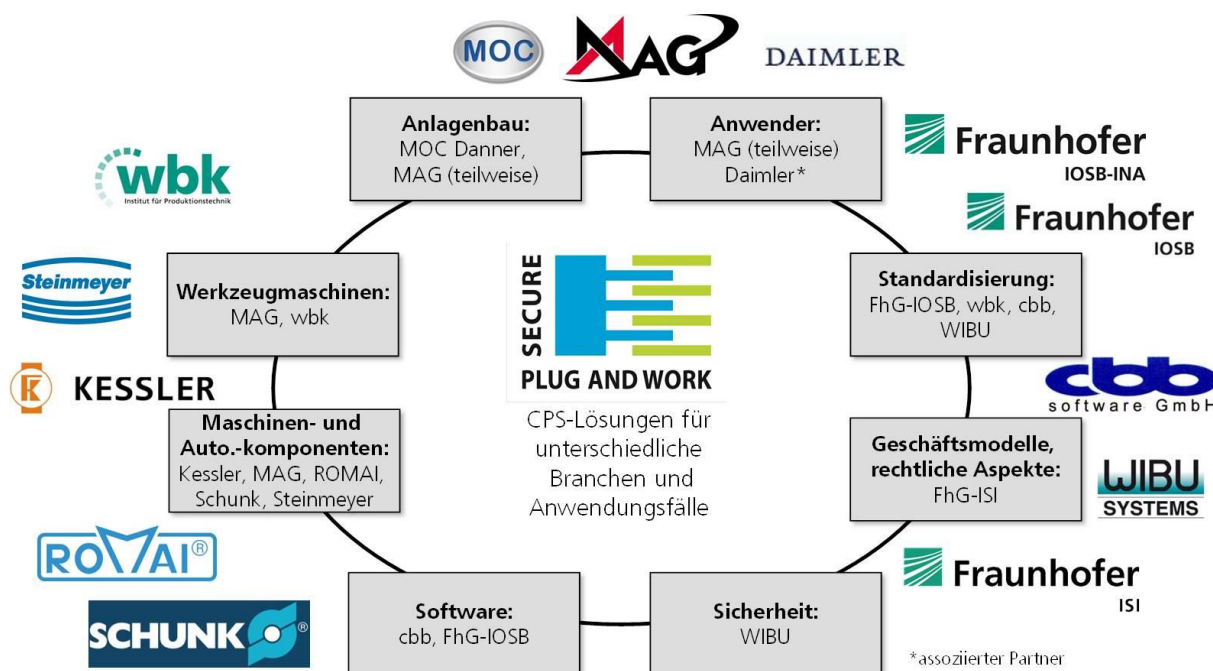 MOC
MAG
DAIMLER
Anlagenbau:
MOC Danner,
MAG (teilweise)
Anwender:
MAG (teilweise)
Daimler*
Fraunhofer
IOSB-INA
Fraunhofer
IOSB
wbk
Institut für Produktionstechnik
Steinmeyer
Werkzeugmaschinen:
MAG, wbk
SECURE
PLUG AND WORK
CPS-Lösungen für
unterschiedliche
Branchen und
Anwendungsfälle
Standardisierung:
FhG-IOSB, wbk, cbb,
WIBU
K
KESSLER
cbb
software GmbH
Maschinen- und
Auto.-komponenten:
Kessler, MAG, ROMAI,
Schunk, Steinmeyer
Geschäftsmodelle,
rechtliche Aspekte:
FhG-ISI
WIBU
SYSTEMS
ROMAI®
Fraunhofer
ISI
SCHUNK ®
Software:
cbb, FhG-IOSB
Sicherheit:
WIBU
*assoziierter Partner